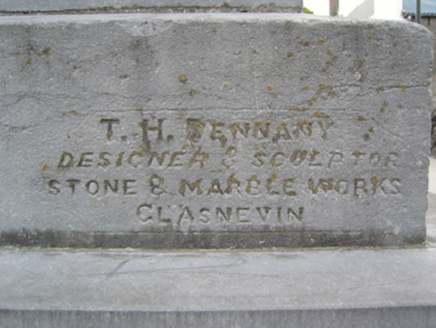 T. H. DENNANY
DESIGNER & SCULPTOR
STONE & MARBLE WORKS
GLASNEVIN